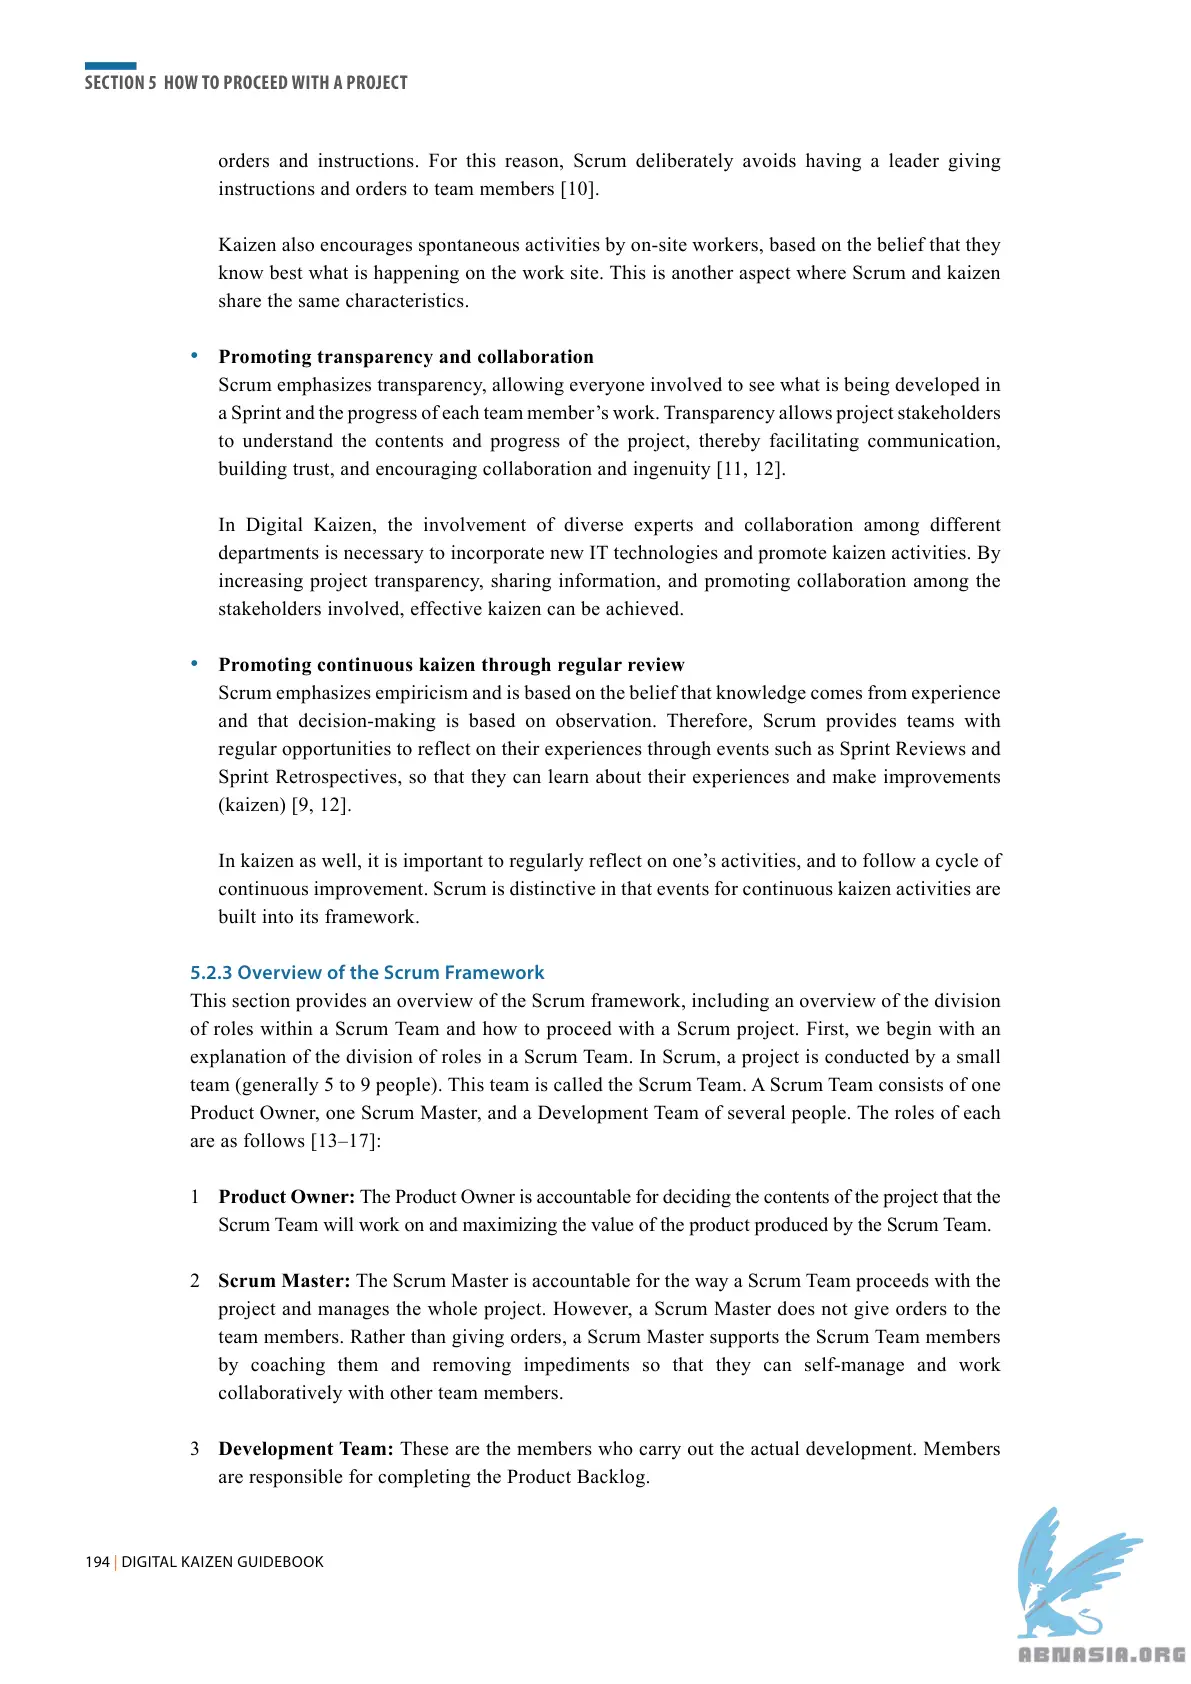 SECTION 5 HOW TO PROCEED WITH A PROJECT
orders and instructions. For this reason, Scrum deliberately avoids having a leader giving
instructions and orders to team members [10].
Kaizen also encourages spontaneous activities by on-site workers, based on the belief that they
know best what is happening on the work site. This is another aspect where Scrum and kaizen
share the same characteristics.
• Promoting transparency and collaboration
Scrum emphasizes transparency, allowing everyone involved to see what is being developed in
a Sprint and the progress of each team member’s work. Transparency allows project stakeholders
to understand the contents and progress of the project, thereby facilitating communication,
building trust, and encouraging collaboration and ingenuity [11, 12].
In Digital Kaizen, the involvement of diverse experts and collaboration among different
departments is necessary to incorporate new IT technologies and promote kaizen activities. By
increasing project transparency, sharing information, and promoting collaboration among the
stakeholders involved, effective kaizen can be achieved.
• Promoting continuous kaizen through regular review
Scrum emphasizes empiricism and is based on the belief that knowledge comes from experience
and that decision-making is based on observation. Therefore, Scrum provides teams with
regular opportunities to reflect on their experiences through events such as Sprint Reviews and
Sprint Retrospectives, so that they can learn about their experiences and make improvements
(kaizen) [9, 12].
In kaizen as well, it is important to regularly reflect on one’s activities, and to follow a cycle of
continuous improvement. Scrum is distinctive in that events for continuous kaizen activities are
built into its framework.
5.2.3 Overview of the Scrum Framework
This section provides an overview of the Scrum framework, including an overview of the division
of roles within a Scrum Team and how to proceed with a Scrum project. First, we begin with an
explanation of the division of roles in a Scrum Team. In Scrum, a project is conducted by a small
team (generally 5 to 9 people). This team is called the Scrum Team. A Scrum Team consists of one
Product Owner, one Scrum Master, and a Development Team of several people. The roles of each
are as follows [13–17]:
1 Product Owner: The Product Owner is accountable for deciding the contents of the project that the
Scrum Team will work on and maximizing the value of the product produced by the Scrum Team.
2 Scrum Master: The Scrum Master is accountable for the way a Scrum Team proceeds with the
project and manages the whole project. However, a Scrum Master does not give orders to the
team members. Rather than giving orders, a Scrum Master supports the Scrum Team members
by coaching them and removing impediments so that they can self-manage and work
collaboratively with other team members.
3 Development Team: These are the members who carry out the actual development. Members
are responsible for completing the Product Backlog.
194 | DIGITAL KAIZEN GUIDEBOOK
ABNASIA.ORG